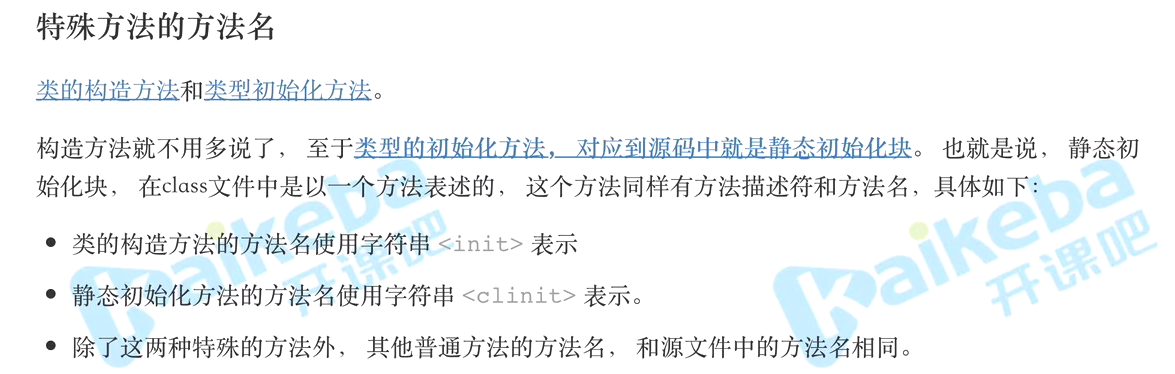 特殊方法的方法名
类的构造方法和类型初始化方法。
构造方法就不用多说了， 至于类型的初始化方法， 对应到源码中就是静态初始化块。 也就是说， 静态初
始化块， 在class文件中是以一个方法表述的， 这个方法同样有方法描述符和方法名，具体如下：
• 类的构造方法的方法名使用字符串 <init> 表示
• 静态初始化方法的方法名使用字符串 <clinit> 表示。
• 除了这两种特殊的方法外， 其他普通方法的方法名， 和源文件中的方法名相同。
Kaikeba
开课吧
Kaikeba
开课吧